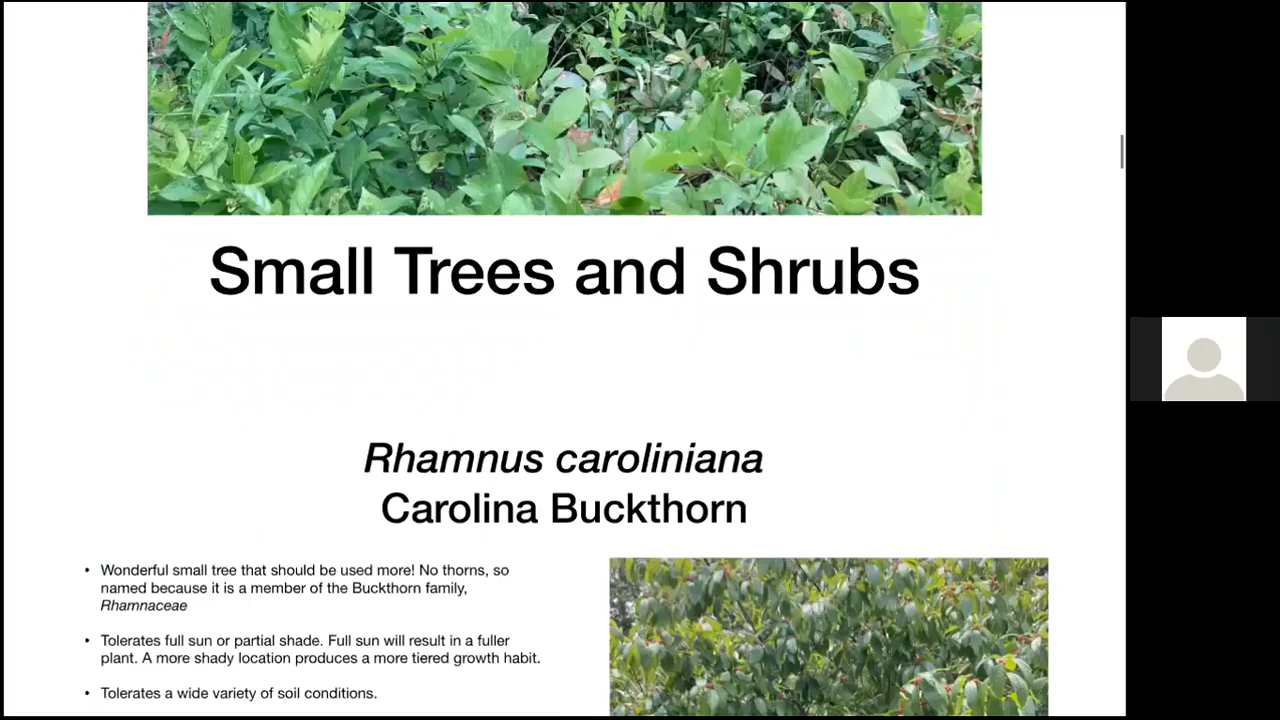 Small Trees and Shrubs
Rhamnus caroliniana
Carolina Buckthorn
• Wonderful small tree that should be used more! No thorns, so
named because it is a member of the Buckthorn family,
Rhamnaceae
• Tolerates full sun or partial shade. Full sun will result in a fuller
plant. A more shady location produces a more tiered growth habit.
• Tolerates a wide variety of soil conditions.